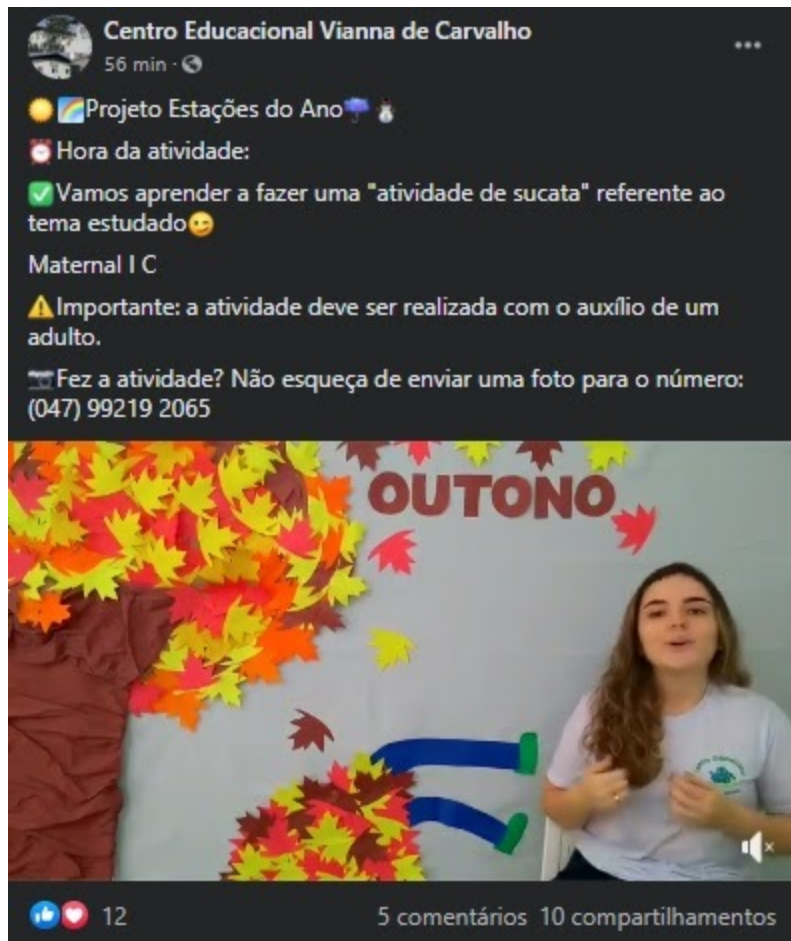 Centro Educacional Vianna de Carvalho
56 min ·
Projeto Estações do Ano
Hora da atividade:
Vamos aprender a fazer uma "atividade de sucata" referente ao
tema estudado
Maternal I C
Importante: a atividade deve ser realizada com o auxílio de um
adulto.
Fez a atividade? Não esqueça de enviar uma foto para o número:
(047) 99219 2065
OUTONO
12
5 comentários 10 compartilhamentos